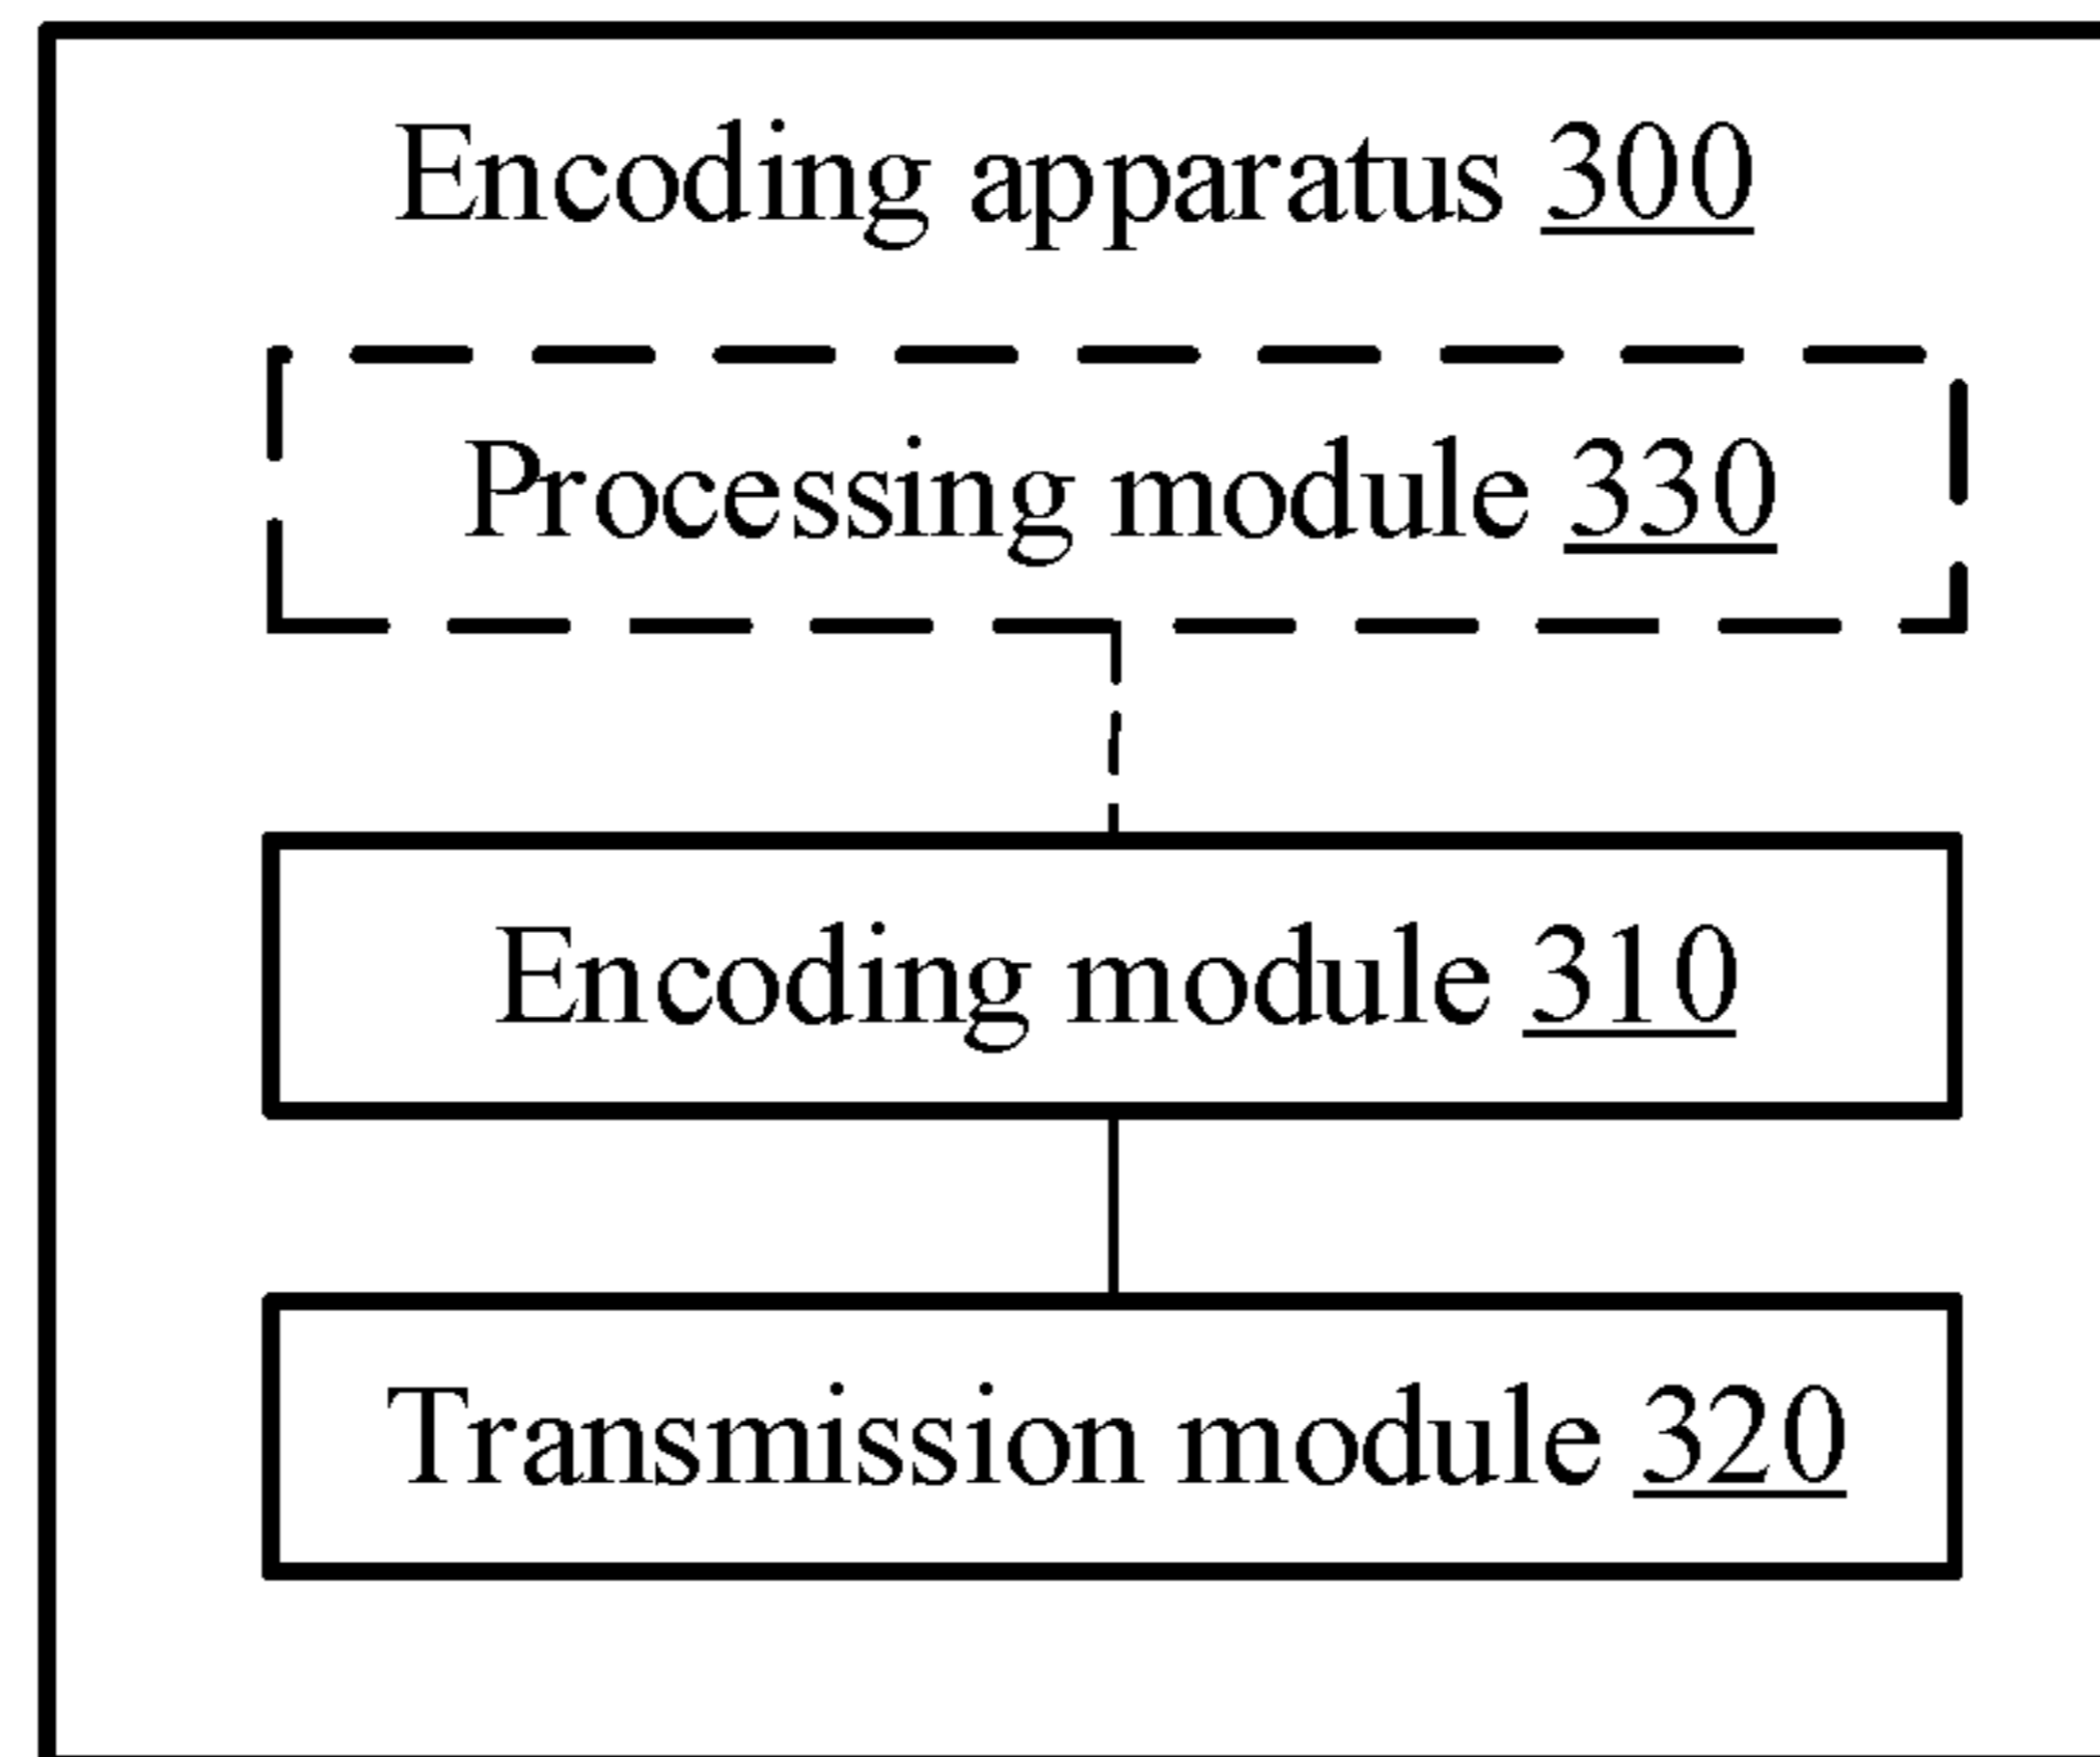 Encoding apparatus 300
Processing module 330
Encoding module 310
Transmission module 320